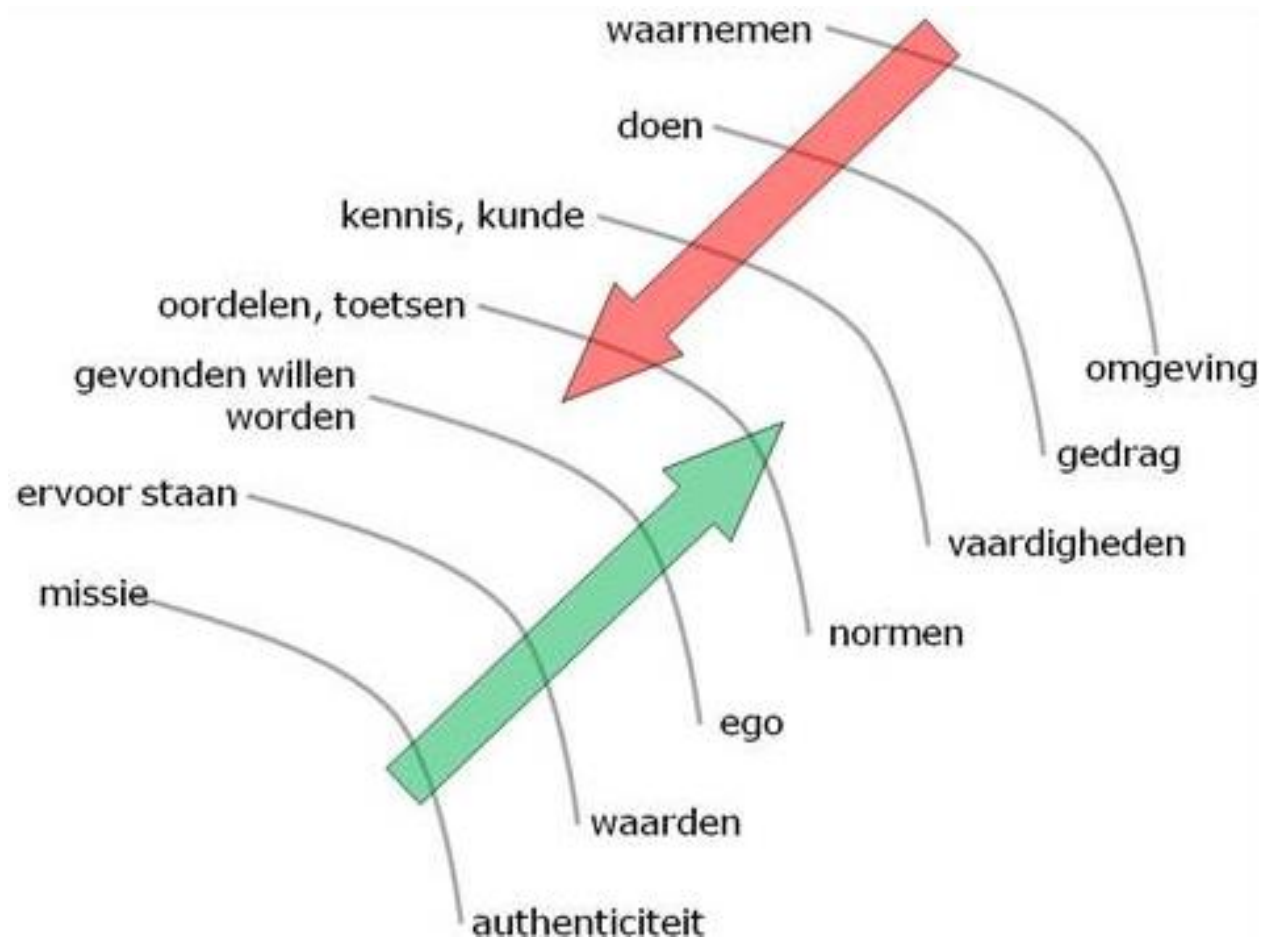 waarnemen
doen
kennis, kunde
oordelen, toetsen
gevonden willen
worden
ervoor staan
missie
omgeving
gedrag
vaardigheden
normen
ego
waarden
authenticiteit